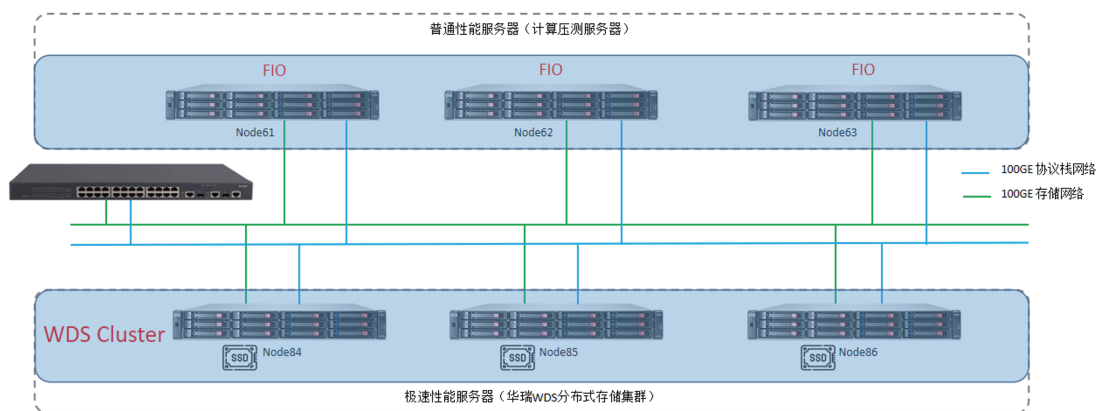 普通性能服务器（计算压测服务器）
FIO
FIO
FIO
Node61
Node62
Node63
100GE 协议栈网络
100GE 存储网络
WDS Cluster
SSD
Node84
SSD
Node85
SSD
Node86
极速性能服务器（华瑞WDS分布式存储集群）